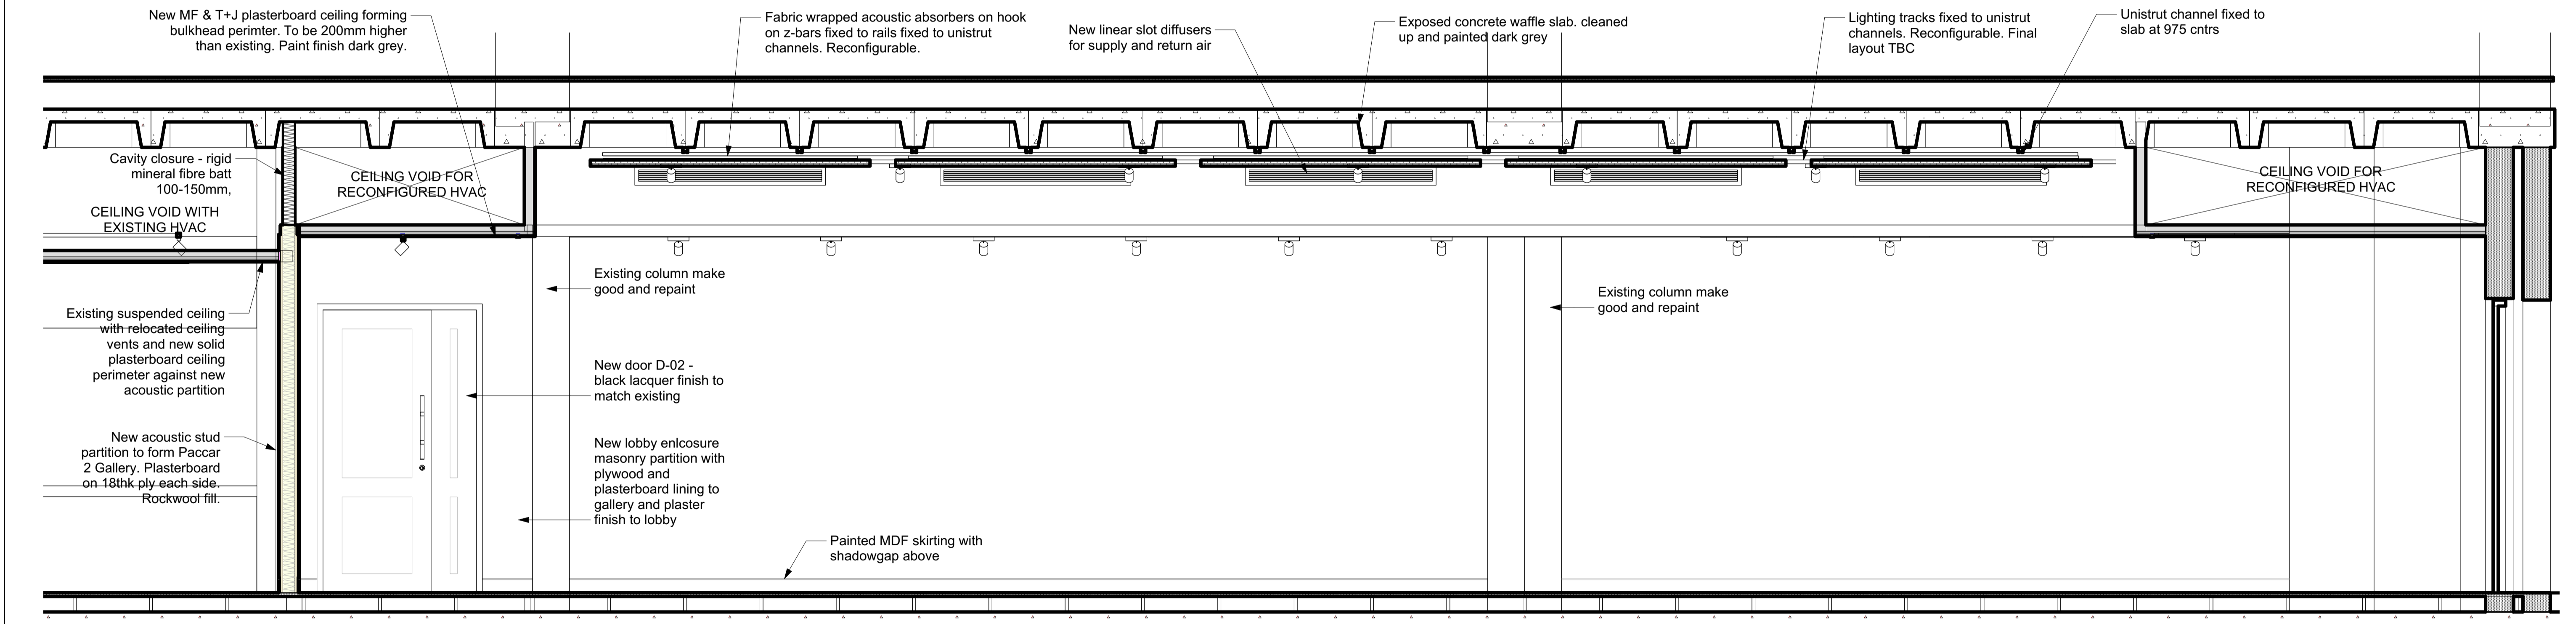 New MF & T+J plasterboard ceiling forming
bulkhead perimter. To be 200mm higher
than existing. Paint finish dark grey.
Fabric wrapped acoustic absorbers on hook
on z-bars fixed to rails fixed to unistrut
channels. Reconfigurable.
New linear slot diffusers
for supply and return air
Exposed concrete waffle slab. cleaned
up and painted dark grey
Lighting tracks fixed to unistrut
channels. Reconfigurable. Final
layout TBC
Unistrut channel fixed to
slab at 975 cntrs
Cavity closure - rigid
mineral fibre batt
100-150mm,
CEILING VOID WITH
EXISTING HVAC
CEILING VOID FOR
RECONFIGURED HVAC
CEILING VOID FOR
RECONFIGURED HVAC
Existing suspended ceiling
with relocated ceiling
vents and new solid
plasterboard ceiling
perimeter against new
acoustic partition
New acoustic stud
partition to form Paccar
2 Gallery. Plasterboard
on 18thk ply each side.
Rockwool fill.
Existing column make
good and repaint
New door D-02 -
black lacquer finish to
match existing
New lobby enlcosure
masonry partition with
plywood and
plasterboard lining to
gallery and plaster
finish to lobby
Painted MDF skirting with
shadowgap above
Existing column make
good and repaint